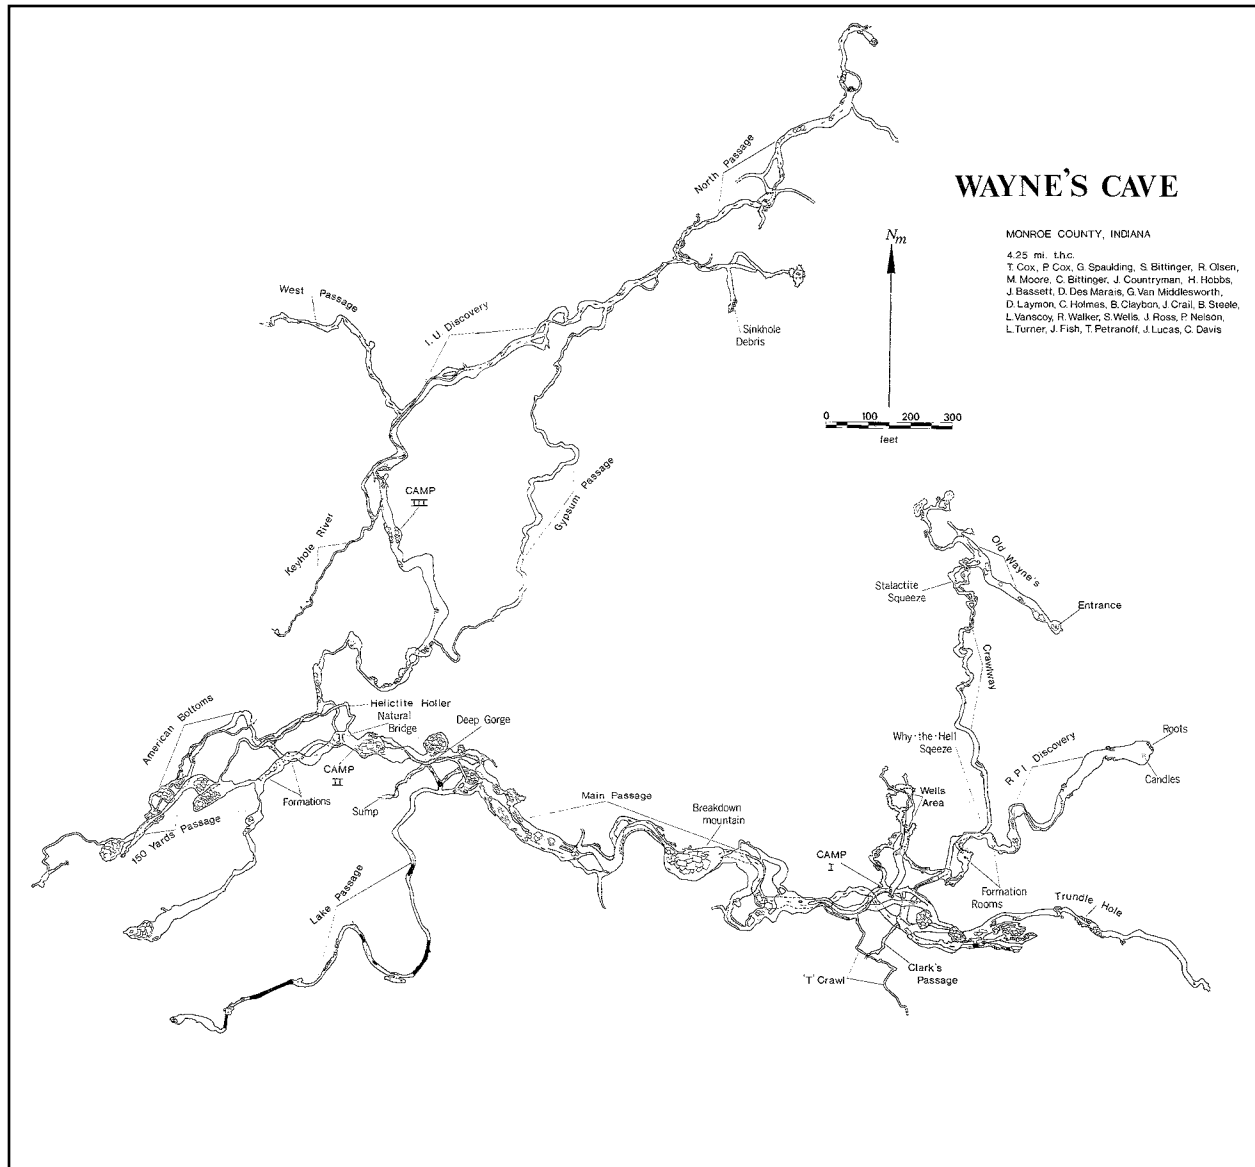 WAYNE'S CAVE
MONROE COUNTY, INDIANA
4.25 mi. t.h.c.
T. Cox, P. Cox, G. Spaulding, S. Bittinger, R. Olsen,
M. Moore, C. Bittinger, J. Countryman, H. Hobbs,
J. Bassett, D. Des Marais, G. Van Middlesworth,
D. Laymon, C. Holmes, B. Claybon, J. Crail, B. Steele,
L. Vanscoy, R. Walker, S. Wells, J. Ross, P. Nelson,
L. Turner, J. Fish, T. Petranoff, J. Lucas, C. Davis
Nm
0 100 200 300
feet
North Passage
West Passage
I. U. Discovery
Sinkhole
Debris
CAMP
III
Gypsum Passage
Keyhole River
Old Wayne's
Stalactite
Squeeze
Entrance
Crawlway
American Bottoms
Helictite Holler
Natural
Bridge
Deep Gorge
CAMP
II
Formations
Sump
150 Yards Passage
Main Passage
Breakdown
mountain
Why-the-Hell
Sqeeze
R.P.I. Discovery
Roots
Candles
Wells
Area
CAMP
I
Formation
Rooms
Trundle Hole
Lake Passage
'T' Crawl
Clark's
Passage